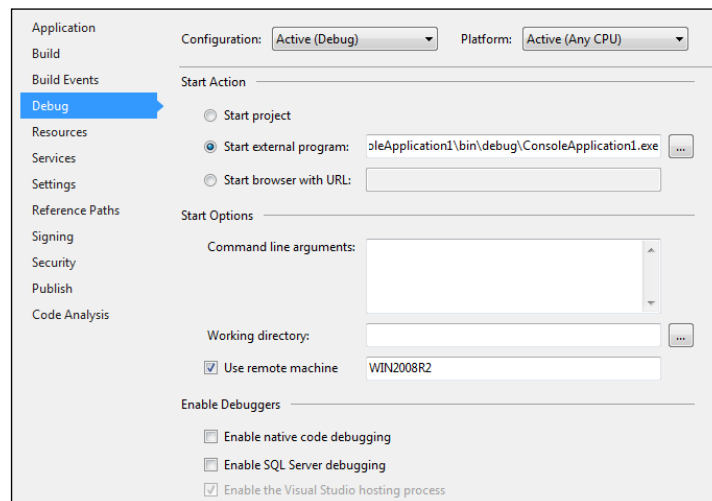 Application
Build
Build Events
Debug
Resources
Services
Settings
Reference Paths
Signing
Security
Publish
Code Analysis
Configuration: Active (Debug) Platform: Active (Any CPU)
Start Action
Start project
Start external program: oleApplication1\bin\debug\ConsoleApplication1.exe ...
Start browser with URL:
Start Options
Command line arguments:
Working directory: ...
Use remote machine WIN2008R2
Enable Debuggers
Enable native code debugging
Enable SQL Server debugging
Enable the Visual Studio hosting process